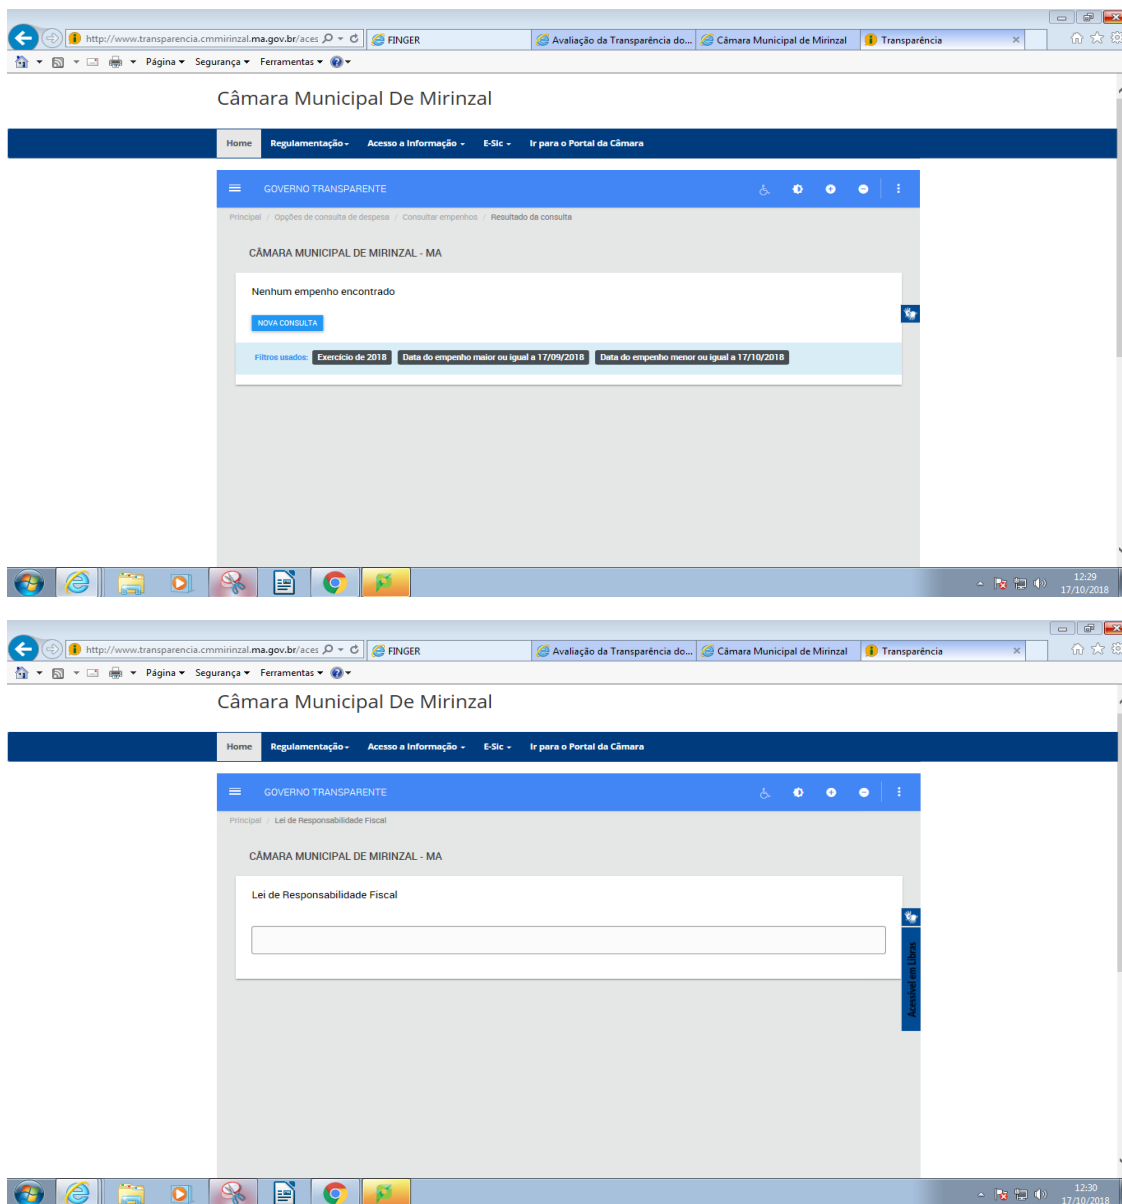 http://www.transparencia.cmmirinzal.ma.gov.br/aces
FINGER
Avaliação da Transparência do...
Câmara Municipal de Mirinzal
Transparência
Página
Segurança
Ferramentas
Câmara Municipal De Mirinzal
Home
Regulamentação
Acesso a Informação
E-Sic
Ir para o Portal da Câmara
GOVERNO TRANSPARENTE
Principal / Opções de consulta de despesa / Consultar empenhos / Resultado da consulta
CÂMARA MUNICIPAL DE MIRINZAL - MA
Nenhum empenho encontrado
NOVA CONSULTA
Filtros usados: Exercício de 2018 Data do empenho maior ou igual a 17/09/2018 Data do empenho menor ou igual a 17/10/2018
12:29
17/10/2018
http://www.transparencia.cmmirinzal.ma.gov.br/aces
FINGER
Avaliação da Transparência do...
Câmara Municipal de Mirinzal
Transparência
Página
Segurança
Ferramentas
Câmara Municipal De Mirinzal
Home
Regulamentação
Acesso a Informação
E-Sic
Ir para o Portal da Câmara
GOVERNO TRANSPARENTE
Principal / Lei de Responsabilidade Fiscal
CÂMARA MUNICIPAL DE MIRINZAL - MA
Lei de Responsabilidade Fiscal
Acessível em Libras
12:30
17/10/2018